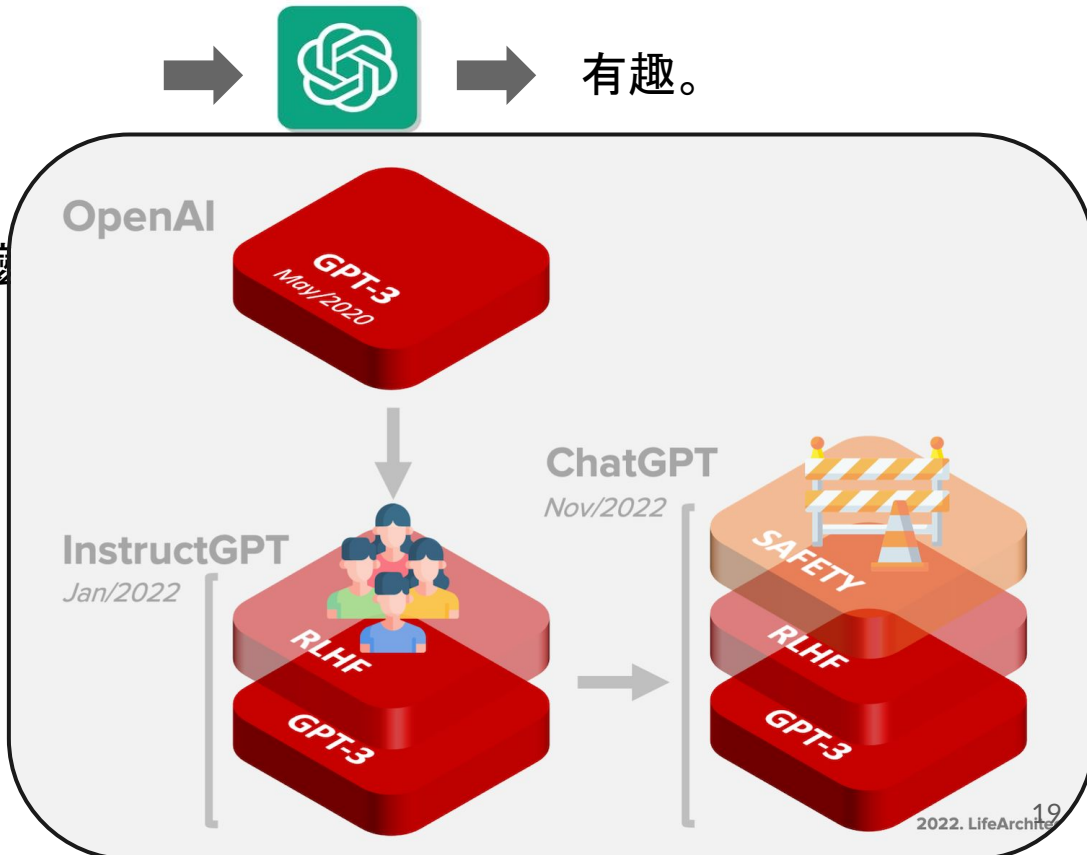 有趣。
OpenAI
GPT-3
May/2020
ChatGPT
Nov/2022
InstructGPT
Jan/2022
SAFETY
RLHF
RLHF
GPT-3
GPT-3
19
2022. LifeArchite